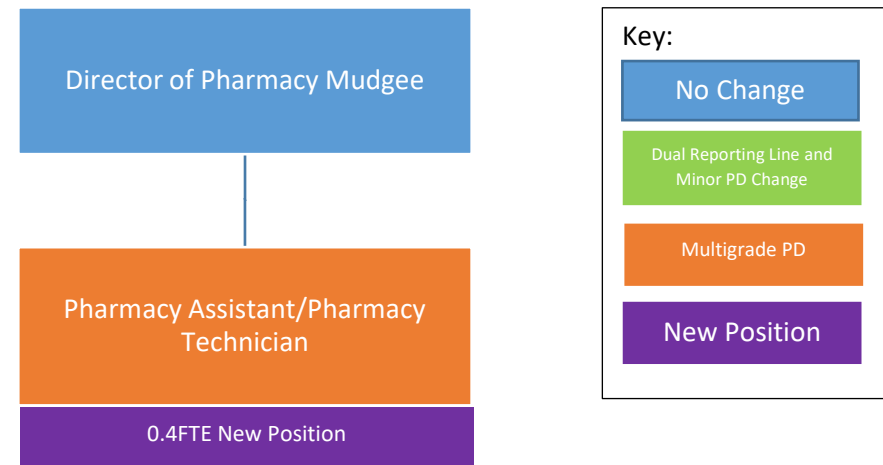 Director of Pharmacy Mudgee
Pharmacy Assistant/Pharmacy
Technician
0.4FTE New Position
Key:
No Change
Dual Reporting Line and
Minor PD Change
Multigrade PD
New Position